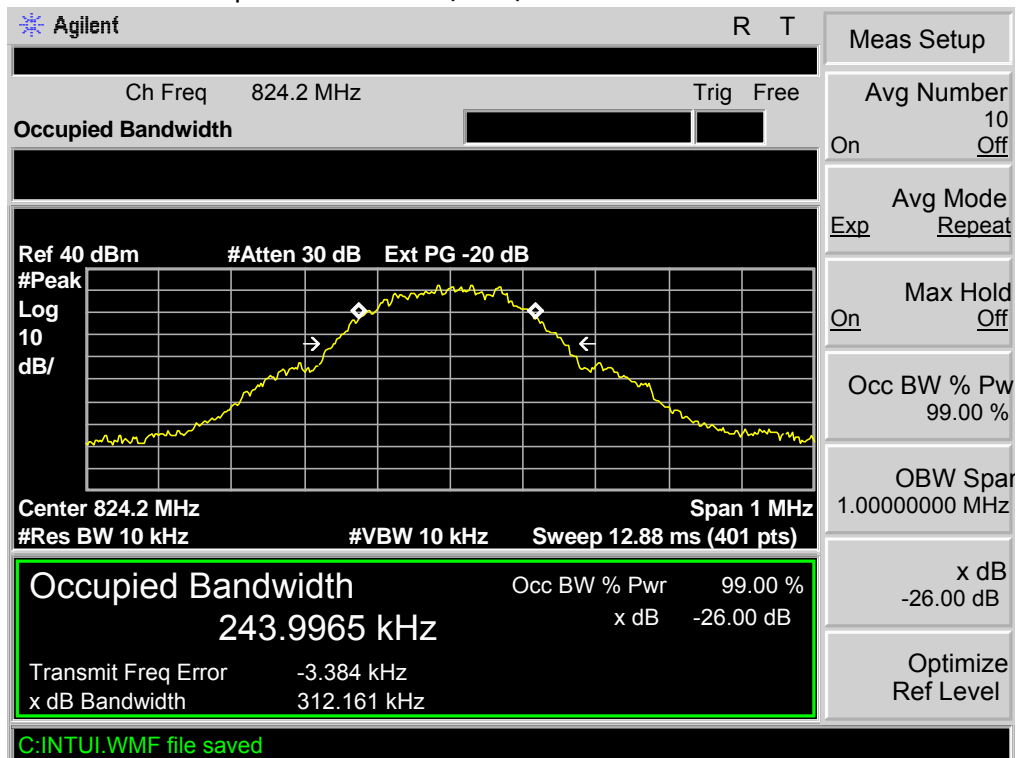 Agilent R T
Ch Freq 824.2 MHz Trig Free
Occupied Bandwidth
Ref 40 dBm #Atten 30 dB Ext PG -20 dB
#Peak
Log
10
dB/
Center 824.2 MHz Span 1 MHz
#Res BW 10 kHz #VBW 10 kHz Sweep 12.88 ms (401 pts)
Occupied Bandwidth Occ BW % Pwr 99.00 %
243.9965 kHz x dB -26.00 dB
Transmit Freq Error -3.384 kHz
x dB Bandwidth 312.161 kHz
C:INTUI.WMF file saved
Meas Setup
Avg Number
10
On Off
Avg Mode
Exp Repeat
Max Hold
On Off
Occ BW % Pw
99.00 %
OBW Spar
1.00000000 MHz
x dB
-26.00 dB
Optimize
Ref Level